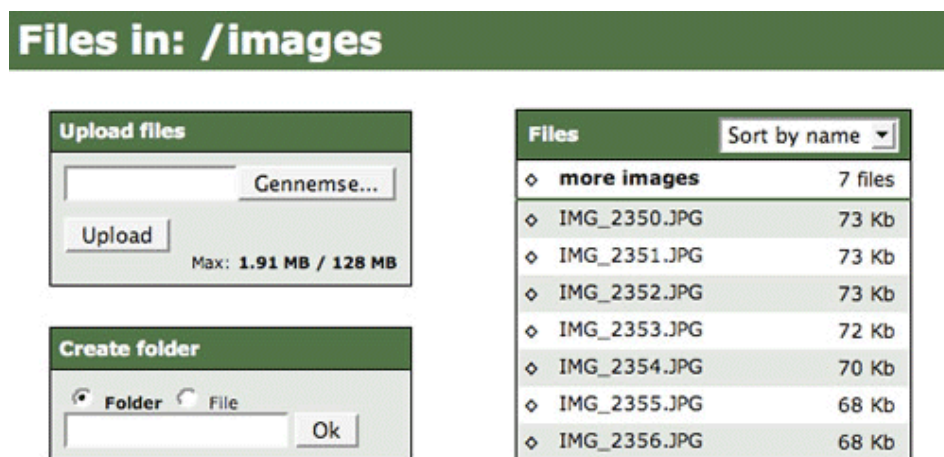 Files in: /images
Upload files
Gennemse...
Upload
Max: 1.91 MB / 128 MB
Create folder
Folder File
Ok
Files Sort by name
more images 7 files
IMG_2350.JPG 73 Kb
IMG_2351.JPG 73 Kb
IMG_2352.JPG 73 Kb
IMG_2353.JPG 72 Kb
IMG_2354.JPG 70 Kb
IMG_2355.JPG 68 Kb
IMG_2356.JPG 68 Kb